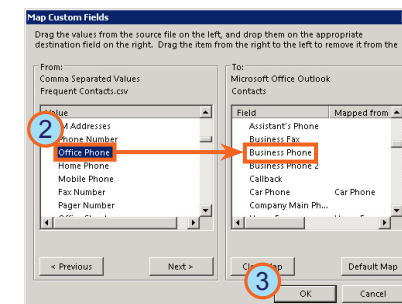 Map Custom Fields
Drag the values from the source file on the left, and drop them on the appropriate
destination field on the right. Drag the item from the right to the left to remove it from the
From:
Comma Separated Values
Frequent Contacts.csv
Value
M Addresses
Phone Number
Office Phone
Home Phone
Mobile Phone
Fax Number
Pager Number
2
To:
Microsoft Office Outlook
Contacts
Field Mapped from
Assistant's Phone
Business Fax
Business Phone
Business Phone 2
Callback
Car Phone Car Phone
Company Main Ph...
< Previous Next > Default Map
3
OK Cancel